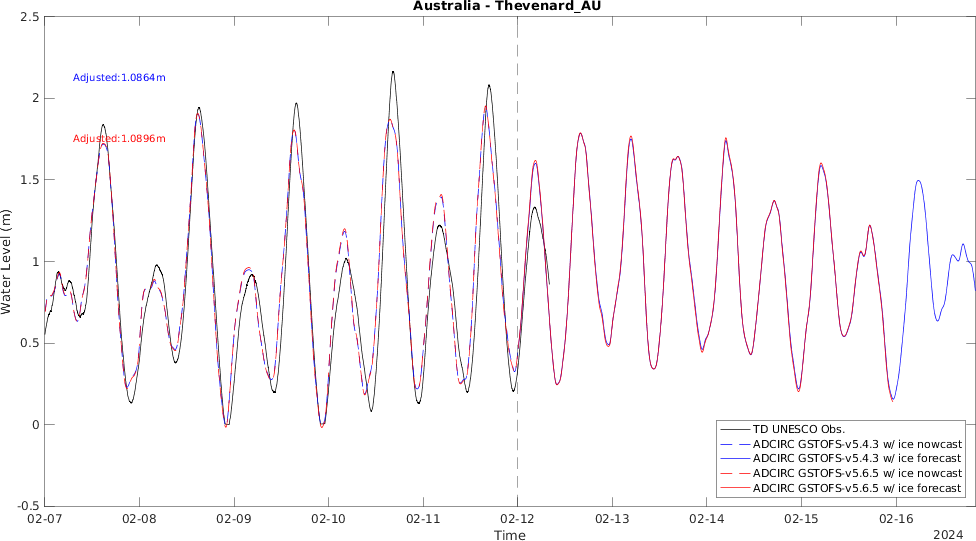 Australia - Thevenard_AU
2.5
2
1.5
1
0.5
0
-0.5
Water Level (m)
Adjusted:1.0864m
Adjusted:1.0896m
TD UNESCO Obs.
ADCIRC GSTOFS-v5.4.3 w/ ice nowcast
ADCIRC GSTOFS-v5.4.3 w/ ice forecast
ADCIRC GSTOFS-v5.6.5 w/ ice nowcast
ADCIRC GSTOFS-v5.6.5 w/ ice forecast
02-07 02-08 02-09 02-10 02-11 02-12 02-13 02-14 02-15 02-16
Time
2024